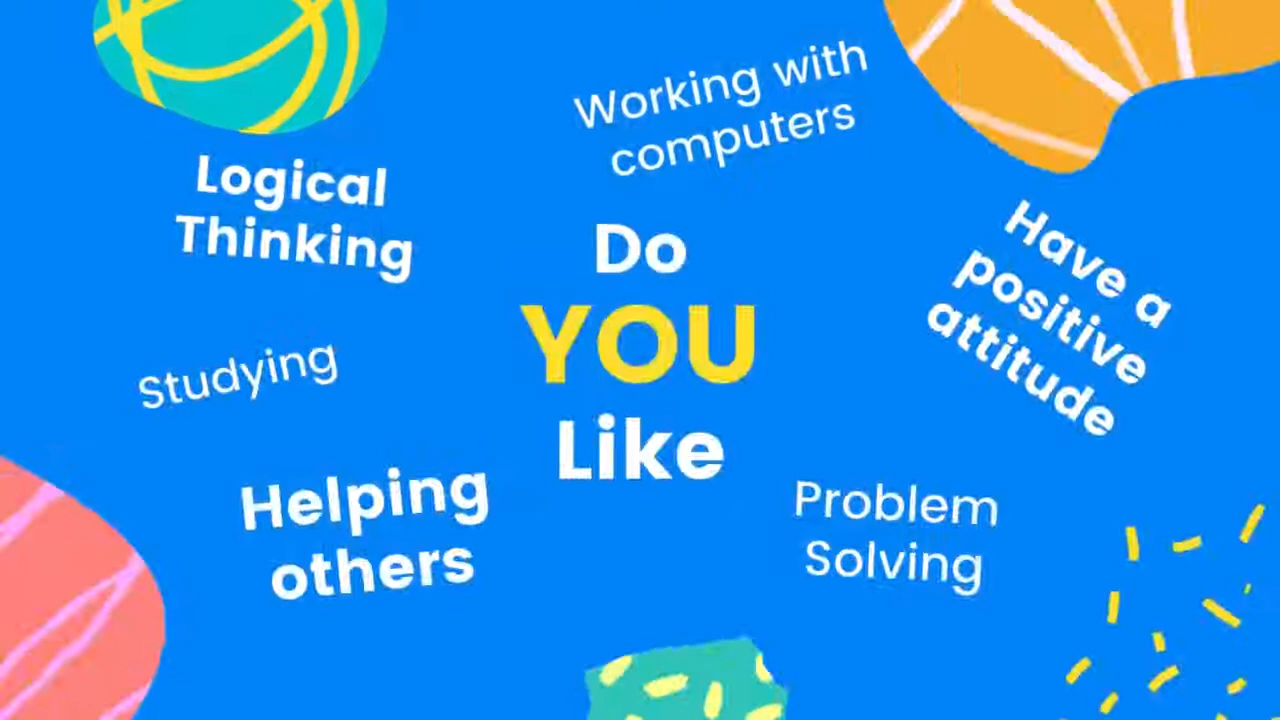 Working with
computers
Logical
Thinking
Do
YOU
Like
Have a
positive
attitude
Studying
Helping
others
Problem
Solving